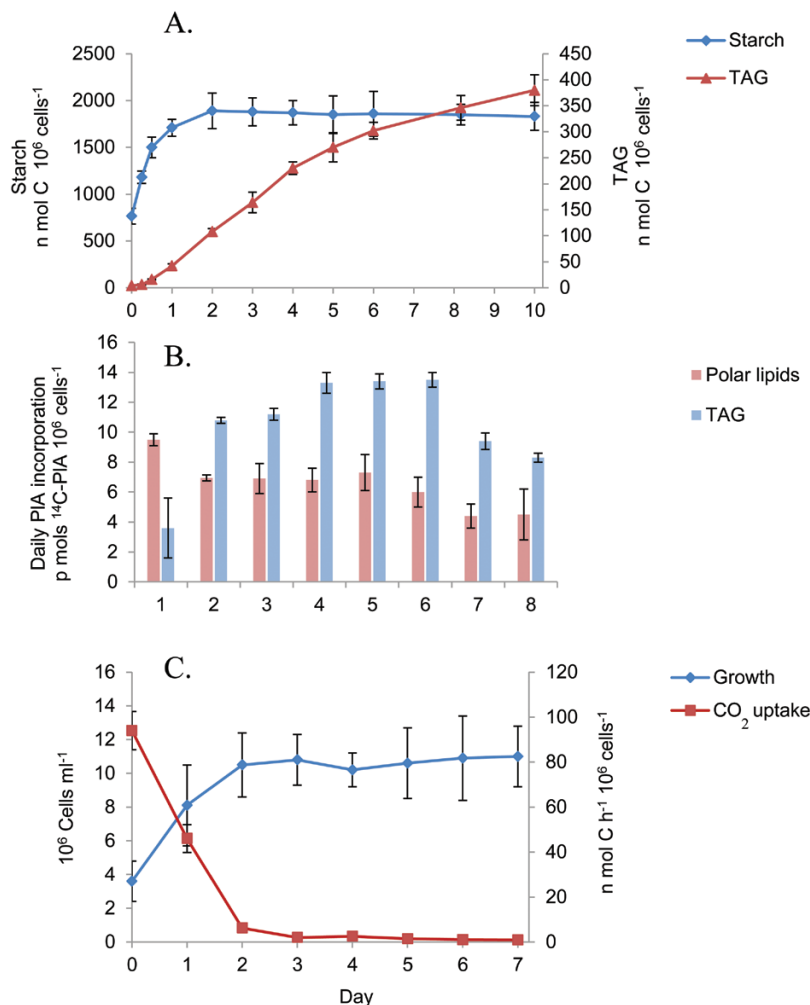 A.
Starch
TAG
2500
2000
1500
1000
500
0
Starch
n mol C 10⁶ cells⁻¹
450
400
350
300
250
200
150
100
50
0
TAG
n mol C 10⁶ cells⁻¹
0 1 2 3 4 5 6 7 8 9 10
B.
Polar lipids
TAG
16
14
12
10
8
6
4
2
0
Daily PIA incorporation
p mols ¹⁴C-PIA 10⁶ cells⁻¹
1 2 3 4 5 6 7 8
C.
Growth
CO₂ uptake
16
14
12
10
8
6
4
2
0
10⁶ Cells ml⁻¹
120
100
80
60
40
20
0
n mol C h⁻¹ 10⁶ cells⁻¹
0 1 2 3 4 5 6 7
Day